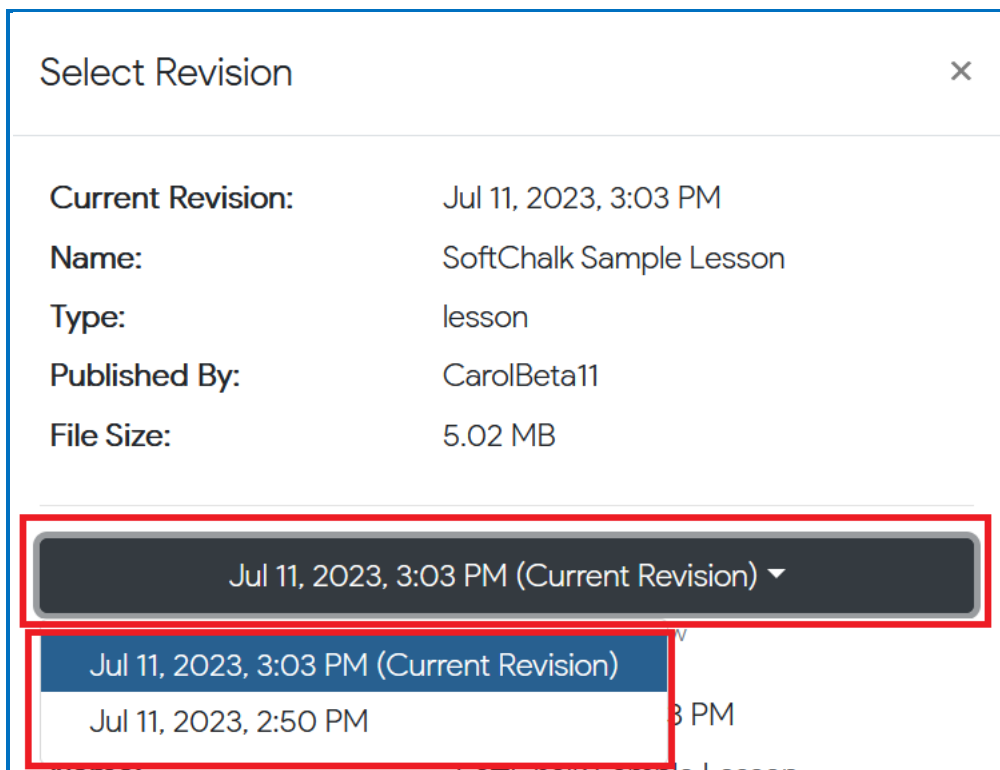 Select Revision ×
Current Revision: Jul 11, 2023, 3:03 PM
Name: SoftChalk Sample Lesson
Type: lesson
Published By: CarolBeta11
File Size: 5.02 MB
Jul 11, 2023, 3:03 PM (Current Revision)
Jul 11, 2023, 3:03 PM (Current Revision)
Jul 11, 2023, 2:50 PM
PM